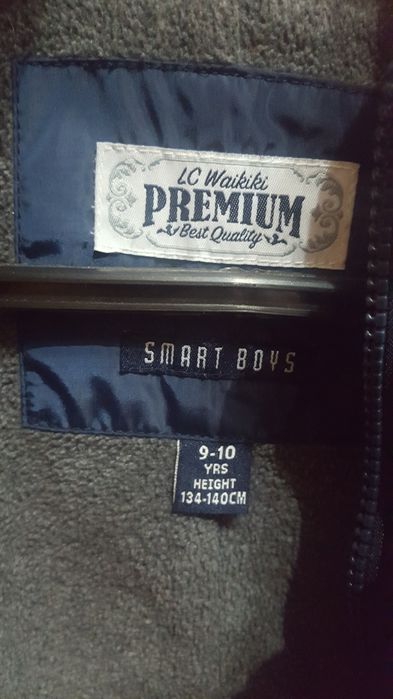 LC Waikiki
PREMIUM
Best Quality
SMART BOYS
9-10
YRS
HEIGHT
134-140CM